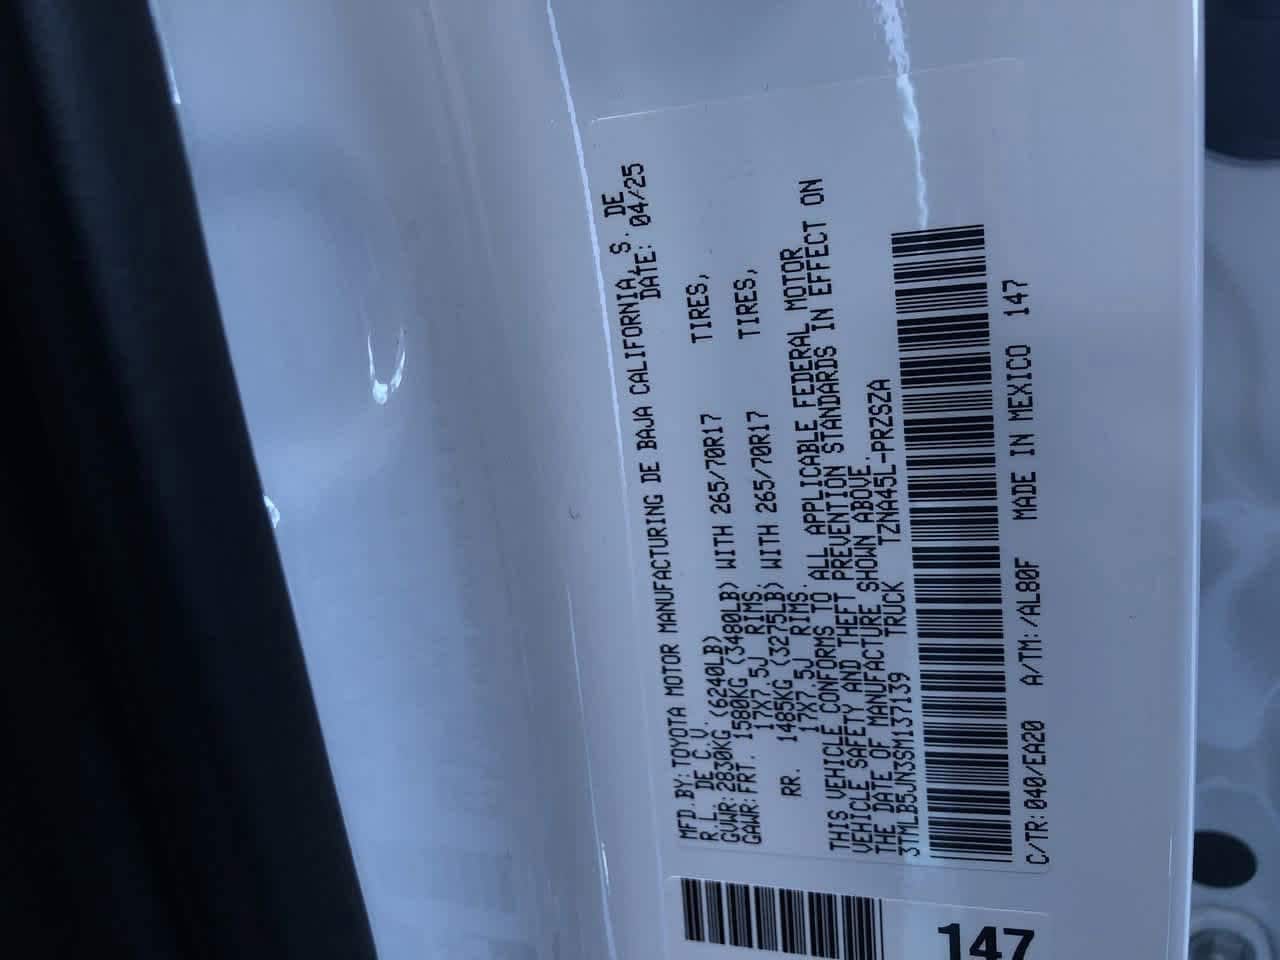 MFD.BY:TOYOTA MOTOR MANUFACTURING DE BAJA CALIFORNIA, S. DE
R.L. DE C.V. DATE: 04/25
GVWR:2830KG (6240LB)
GAWR:FRT. 1580KG (3480LB) WITH 265/70R17 TIRES,
17X7.5J RIMS.
RR. 1485KG (3275LB) WITH 265/70R17 TIRES,
17X7.5J RIMS.
THIS VEHICLE CONFORMS TO ALL APPLICABLE FEDERAL MOTOR
VEHICLE SAFETY AND THEFT PREVENTION STANDARDS IN EFFECT ON
THE DATE OF MANUFACTURE SHOWN ABOVE.
3TMLB5JN3SM137139 TRUCK TZNA45L-PRZSZA
C/TR:040/EA20 A/TM:/AL80F MADE IN MEXICO 147
147